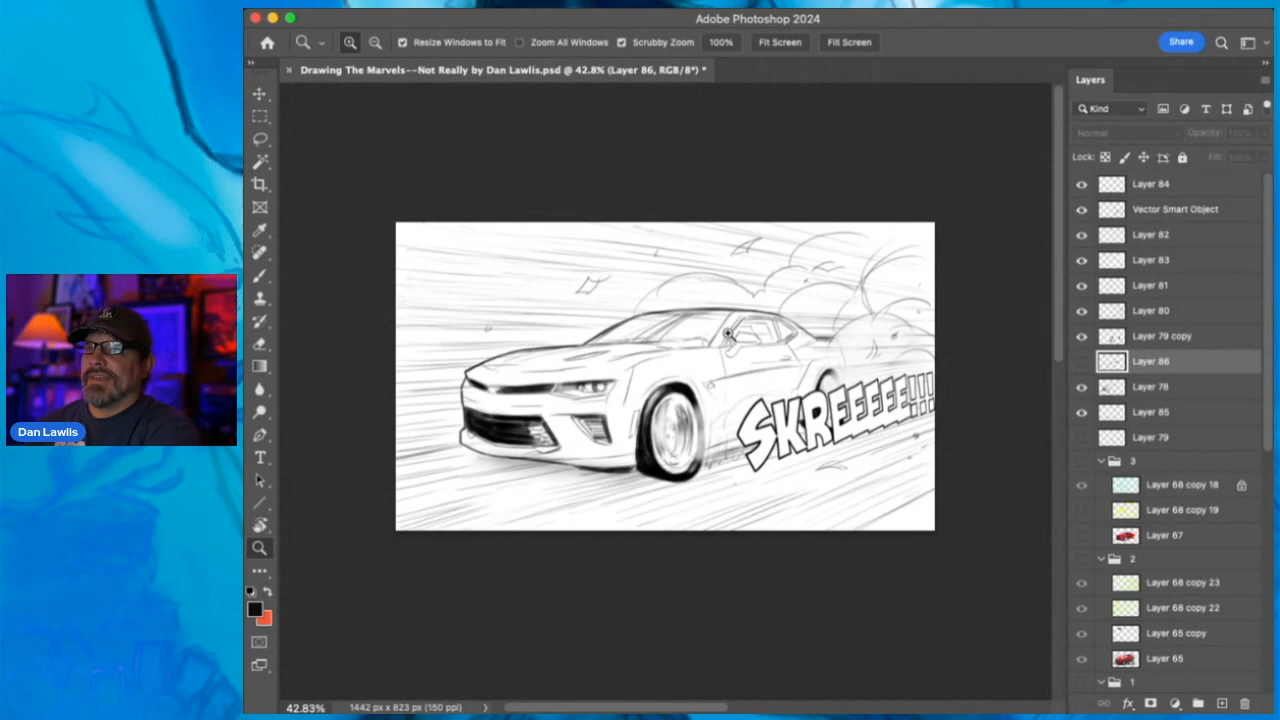 Adobe Photoshop 2024
Resize Windows to Fit
Zoom All Windows
Scrubby Zoom
100%
Fit Screen
Fill Screen
Share
Drawing The Marvels--Not Really by Dan Lawlis.psd @ 42.8% (Layer 86, RGB/8*) *
Layers
Kind
Normal
Opacity: 100%
Lock:
Fill: 100%
Layer 84
Vector Smart Object
Layer 82
Layer 83
Layer 81
Layer 80
Layer 79 copy
Layer 86
Layer 78
Layer 85
Layer 79
3
Layer 68 copy 18
Layer 68 copy 19
Layer 67
2
Layer 68 copy 23
Layer 68 copy 22
Layer 65 copy
Layer 65
1
SKREEEEEE!!!
Dan Lawlis
42.83%
1442 px x 823 px (150 ppi)